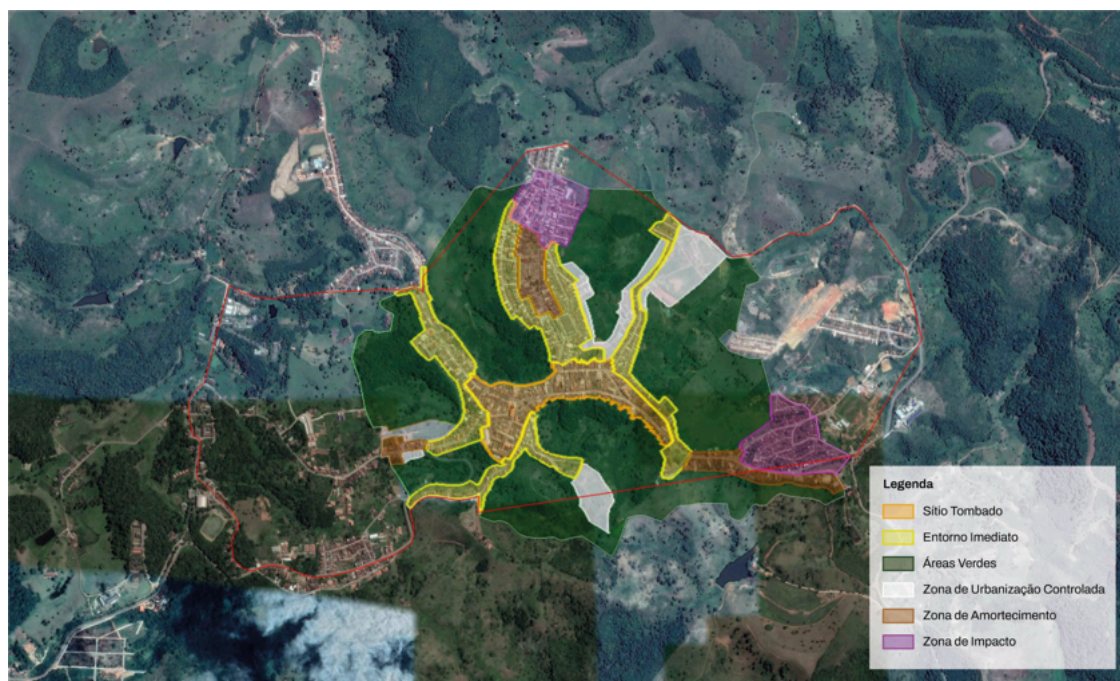 Legenda
Sítio Tombado
Entorno Imediato
Áreas Verdes
Zona de Urbanização Controlada
Zona de Amortecimento
Zona de Impacto